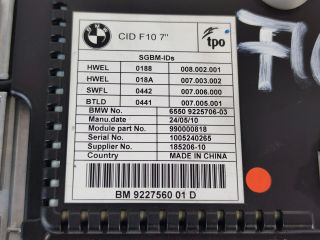 BMW
CID F10 7"
tpo
SGBM-IDs
HWEL 0188 008.002.001
HWEL 018A 007.003.002
SWFL 0442 007.006.000
BTLD 0441 007.005.001
BMW No. 6560 9225706-03
Manu.date 24/05/10
Module part No. 990000818
Serial No. 1005240265
Supplier No. 185206-10
Country MADE IN CHINA
BM 9227560 01 D